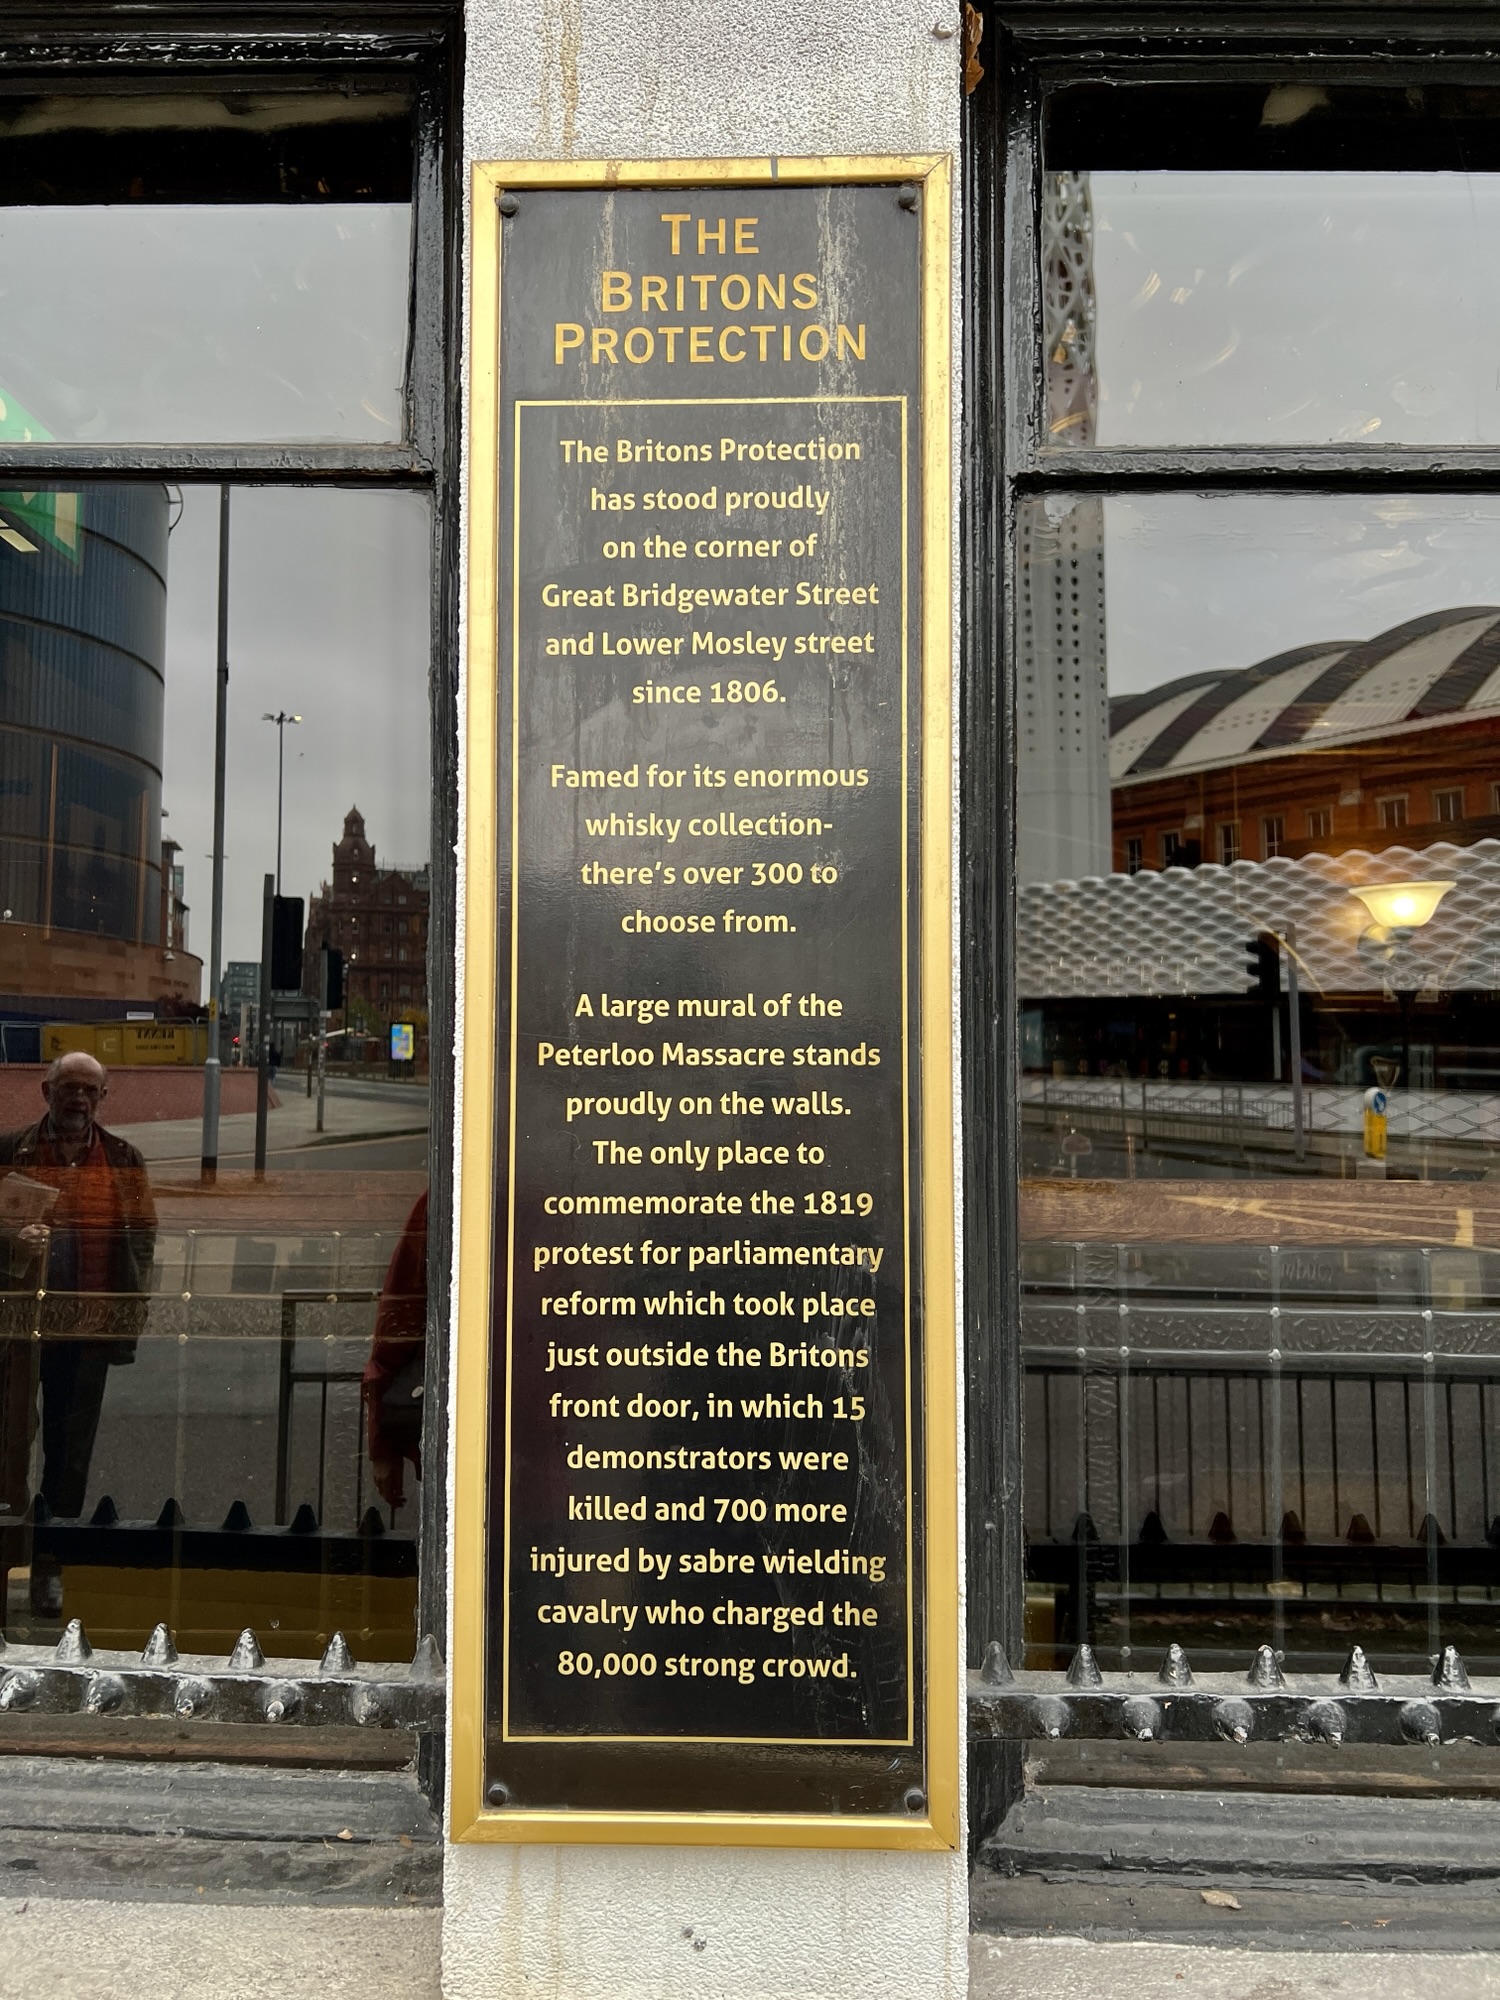 THE
BRITONS
PROTECTION
The Britons Protection
has stood proudly
on the corner of
Great Bridgewater Street
and Lower Mosley street
since 1806.
Famed for its enormous
whisky collection-
there's over 300 to
choose from.
A large mural of the
Peterloo Massacre stands
proudly on the walls.
The only place to
commemorate the 1819
protest for parliamentary
reform which took place
just outside the Britons
front door, in which 15
demonstrators were
killed and 700 more
injured by sabre wielding
cavalry who charged the
80,000 strong crowd.